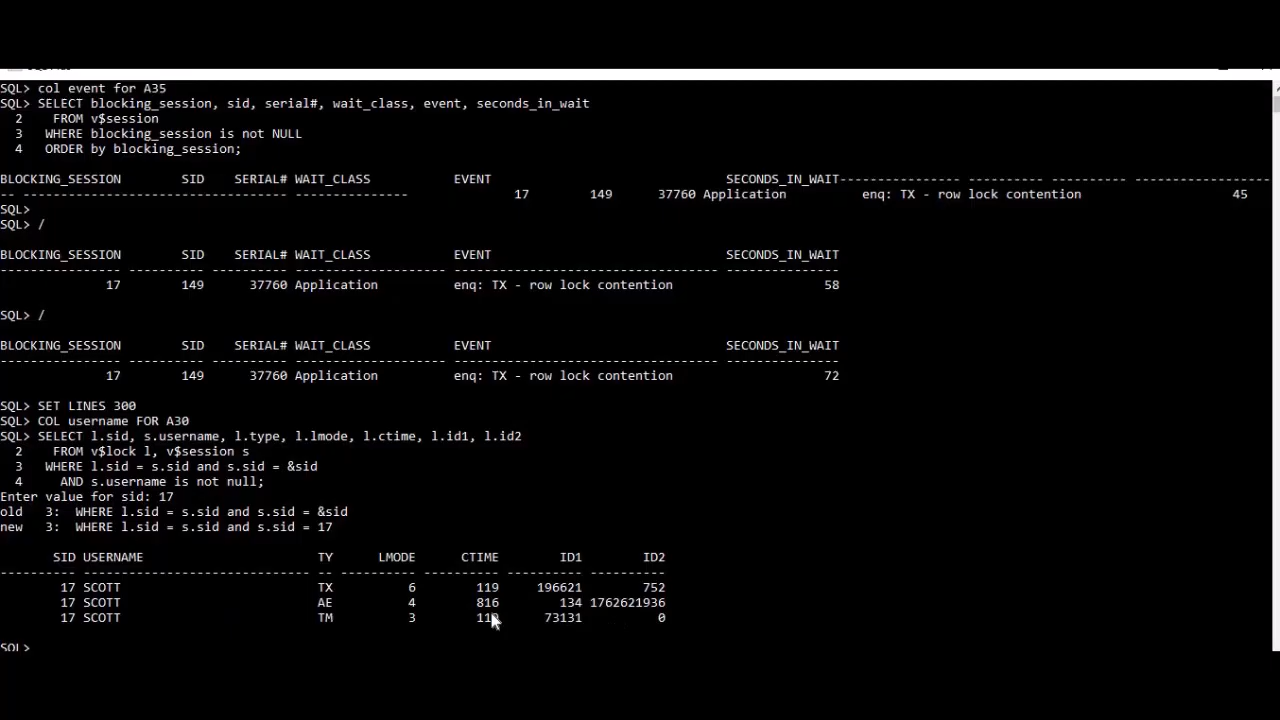 SQL> col event for A35
SQL> SELECT blocking_session, sid, serial#, wait_class, event, seconds_in_wait
  2    FROM v$session
  3   WHERE blocking_session is not NULL
  4   ORDER by blocking_session;
BLOCKING_SESSION        SID    SERIAL# WAIT_CLASS           EVENT                               SECONDS_IN_WAIT---------------- ---------- ---------- ------------------
-- ----------------------------------- ---------------              17        149      37760 Application          enq: TX - row lock contention                    45
SQL>
SQL> /
BLOCKING_SESSION        SID    SERIAL# WAIT_CLASS           EVENT                               SECONDS_IN_WAIT
---------------- ---------- ---------- -------------------- ----------------------------------- ---------------
              17        149      37760 Application          enq: TX - row lock contention                    58
SQL> /
BLOCKING_SESSION        SID    SERIAL# WAIT_CLASS           EVENT                               SECONDS_IN_WAIT
---------------- ---------- ---------- -------------------- ----------------------------------- ---------------
              17        149      37760 Application          enq: TX - row lock contention                    72
SQL> SET LINES 300
SQL> COL username FOR A30
SQL> SELECT l.sid, s.username, l.type, l.lmode, l.ctime, l.id1, l.id2
  2    FROM v$lock l, v$session s
  3   WHERE l.sid = s.sid and s.sid = &sid
  4     AND s.username is not null;
Enter value for sid: 17
old   3:  WHERE l.sid = s.sid and s.sid = &sid
new   3:  WHERE l.sid = s.sid and s.sid = 17
       SID USERNAME                       TY      LMODE      CTIME        ID1        ID2
---------- ------------------------------ -- ---------- ---------- ---------- ----------
        17 SCOTT                          TX          6        119     196621        752
        17 SCOTT                          AE          4        816        134 1762621936
        17 SCOTT                          TM          3        119      73131          0
SQL>